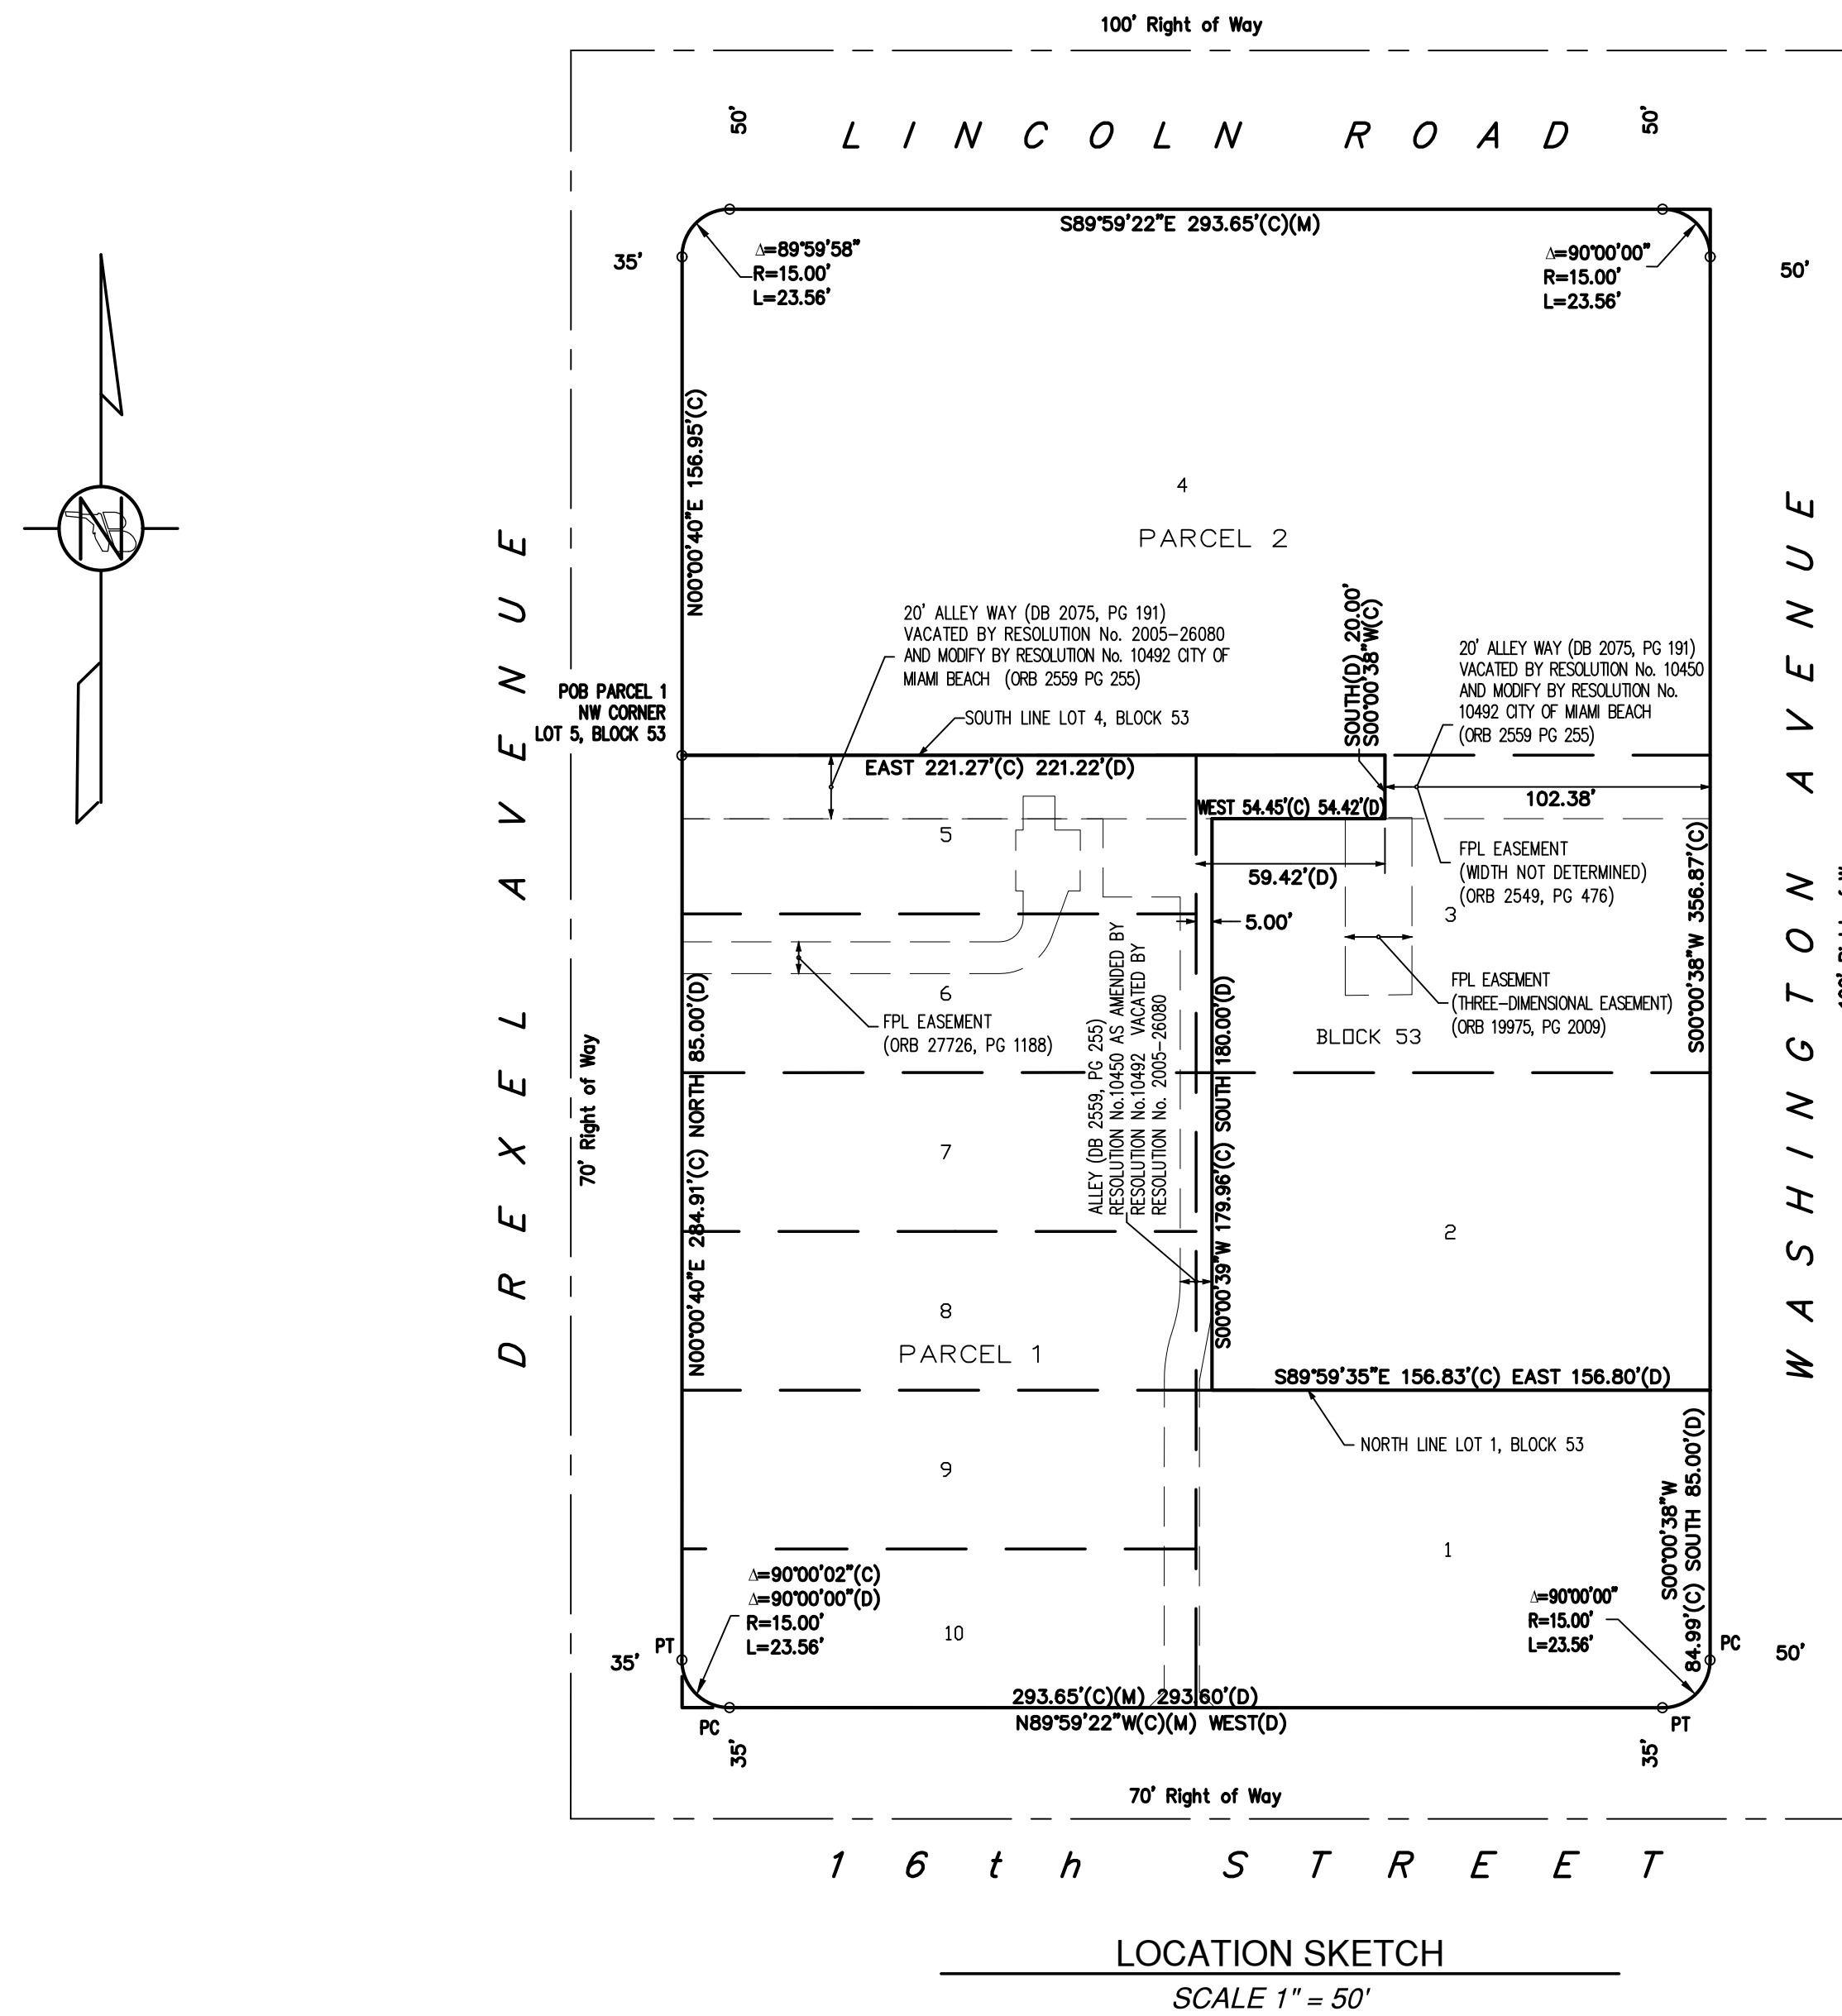 100' Right of Way
LINCOLN ROAD
50'
50'
S89°59'22"E 293.65'(C)(M)
35'
Δ=89°59'58"
R=15.00'
L=23.56'
Δ=90°00'00"
R=15.00'
L=23.56'
50'
N00°00'40"E 156.95'(C)
4
PARCEL 2
N
DREXEL AVENUE
WASHINGTON AVENUE
20' ALLEY WAY (DB 2075, PG 191)
VACATED BY RESOLUTION No. 2005-26080
AND MODIFY BY RESOLUTION No. 10492 CITY OF
MIAMI BEACH (ORB 2559 PG 255)
SOUTH(D) 20.00'
S00°00'38"W(C)
20' ALLEY WAY (DB 2075, PG 191)
VACATED BY RESOLUTION No. 10450
AND MODIFY BY RESOLUTION No.
10492 CITY OF MIAMI BEACH
(ORB 2559 PG 255)
POB PARCEL 1
NW CORNER
LOT 5, BLOCK 53
SOUTH LINE LOT 4, BLOCK 53
EAST 221.27'(C) 221.22'(D)
WEST 54.45'(C) 54.42'(D)
102.38'
5
59.42'(D)
FPL EASEMENT
(WIDTH NOT DETERMINED)
(ORB 2549, PG 476)
3
5.00'
S00°00'38"W 356.87'(C)
6
FPL EASEMENT
(ORB 27726, PG 1188)
FPL EASEMENT
(THREE-DIMENSIONAL EASEMENT)
(ORB 19975, PG 2009)
BLOCK 53
70' Right of Way
N00°00'40"E 284.91'(C) NORTH 85.00'(D)
ALLEY (DB 2559, PG 255)
RESOLUTION No.10450 AS AMENDED BY
RESOLUTION No.10492 VACATED BY
RESOLUTION No. 2005-26080
S00°00'39"W 179.96'(C) SOUTH 180.00'(D)
7
2
8
PARCEL 1
S89°59'35"E 156.83'(C) EAST 156.80'(D)
NORTH LINE LOT 1, BLOCK 53
9
S00°00'38"W
84.99'(C) SOUTH 85.00'(D)
1
Δ=90°00'02"(C)
Δ=90°00'00"(D)
R=15.00'
L=23.56'
10
Δ=90°00'00"
R=15.00'
L=23.56'
PT
35'
PC
50'
293.65'(C)(M) 293.60'(D)
N89°59'22"W(C)(M) WEST(D)
PC
PT
35'
35'
70' Right of Way
16th STREET
LOCATION SKETCH
SCALE 1" = 50'